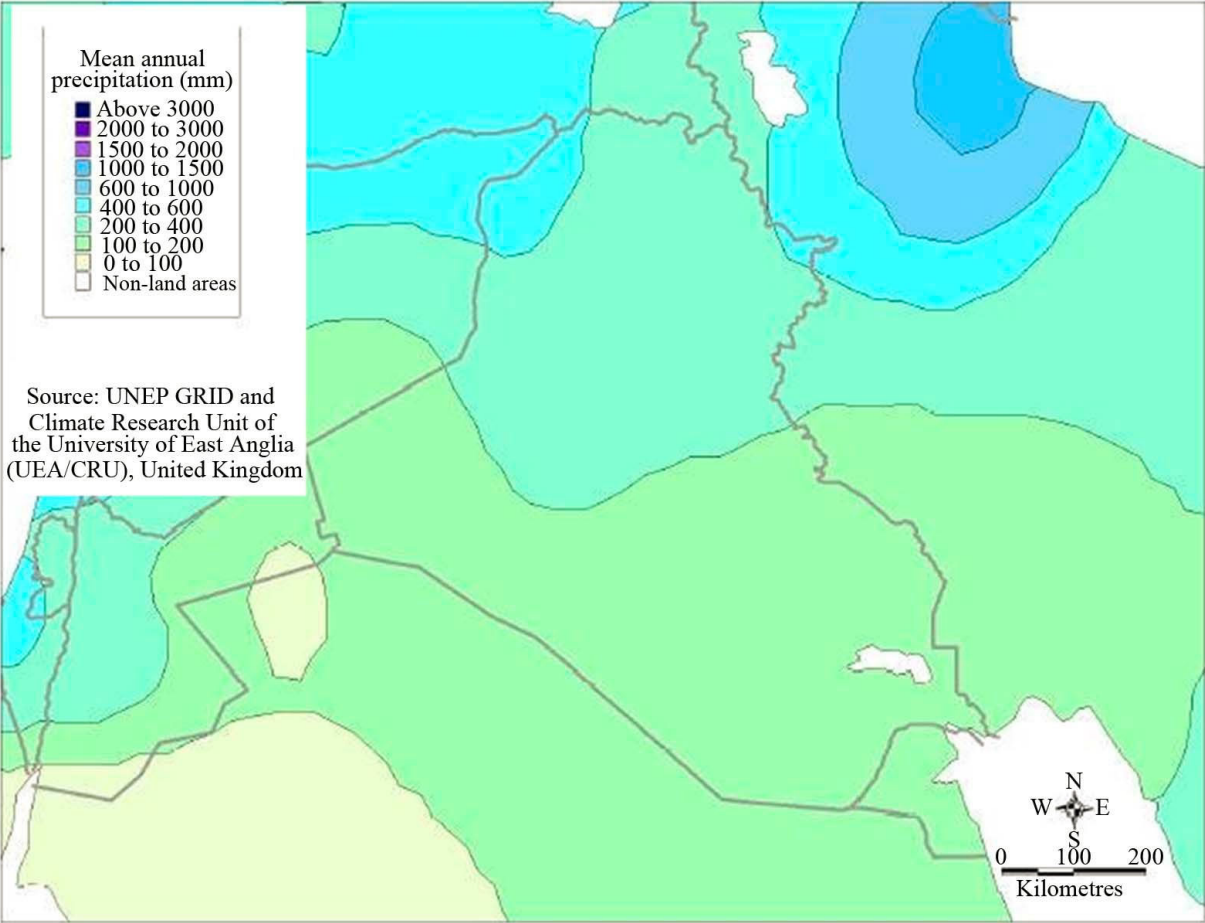 Mean annual
precipitation (mm)
Above 3000
2000 to 3000
1500 to 2000
1000 to 1500
600 to 1000
400 to 600
200 to 400
100 to 200
0 to 100
Non-land areas
Source: UNEP GRID and
Climate Research Unit of
the University of East Anglia
(UEA/CRU), United Kingdom
N
W E
S
0 100 200
Kilometres